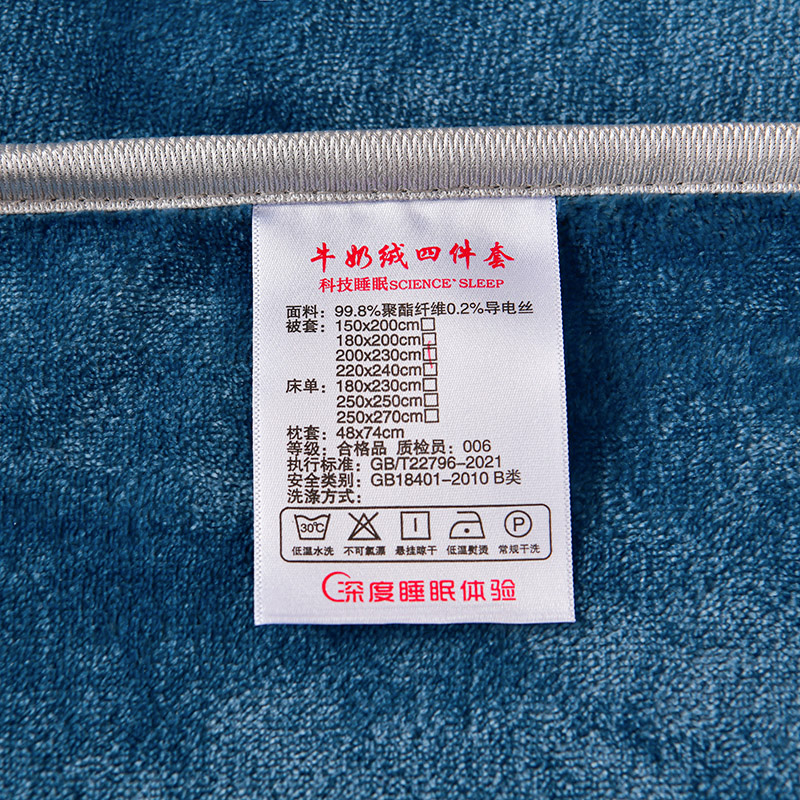 牛奶绒四件套
科技睡眠SCIENCE SLEEP
面料：99.8%聚酯纤维0.2%导电丝
被套：150x200cm□
180x200cm□
200x230cm□
220x240cm□
床单：180x230cm□
250x250cm□
250x270cm□
枕套：48x74cm
等级：合格品 质检员：006
执行标准：GB/T22796-2021
安全类别：GB18401-2010 B类
洗涤方式：
30℃ P
低温水洗 不可氯漂 悬挂晾干 低温熨烫 常规干洗
深度睡眠体验